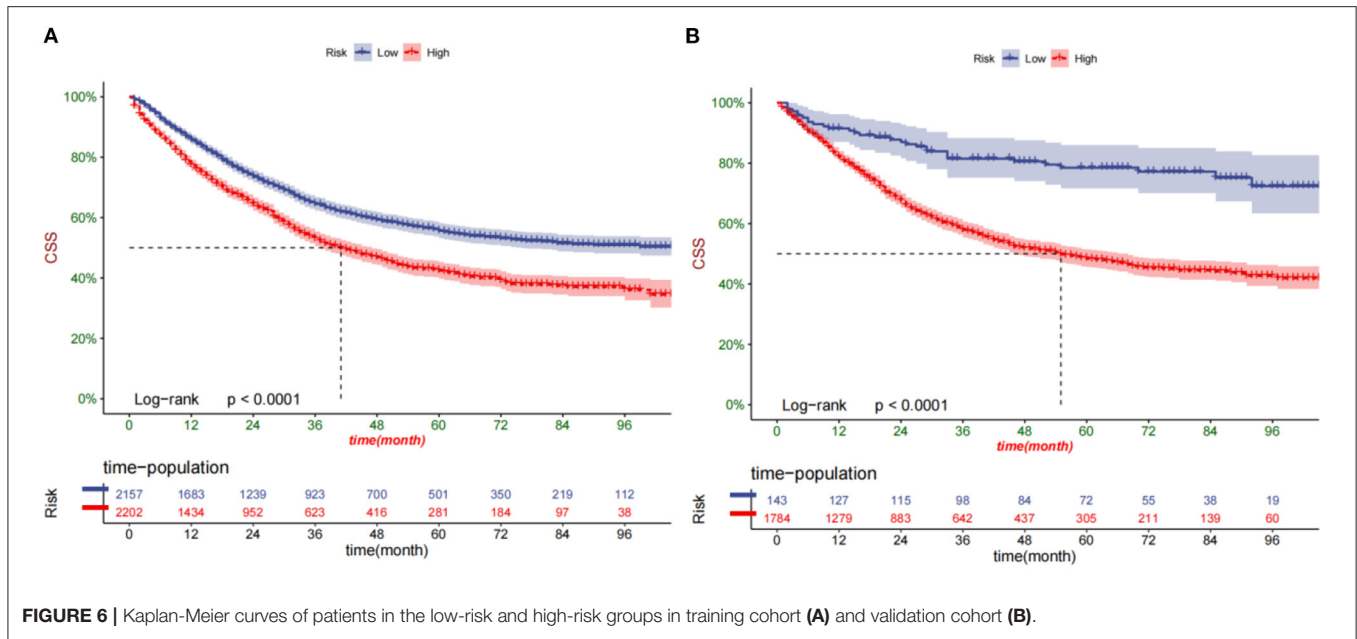 A
Risk Low High
100%
80%
60%
40%
20%
0%
CSS
Log-rank p < 0.0001
0 12 24 36 48 60 72 84 96
time(month)
time-population
Risk
2157 1683 1239 923 700 501 350 219 112
2202 1434 952 623 416 281 184 97 38
0 12 24 36 48 60 72 84 96
time(month)
B
Risk Low High
100%
80%
60%
40%
20%
0%
CSS
Log-rank p < 0.0001
0 12 24 36 48 60 72 84 96
time(month)
time-population
Risk
143 127 115 98 84 72 55 38 19
1784 1279 883 642 437 305 211 139 60
0 12 24 36 48 60 72 84 96
time(month)
FIGURE 6 | Kaplan-Meier curves of patients in the low-risk and high-risk groups in training cohort (A) and validation cohort (B).